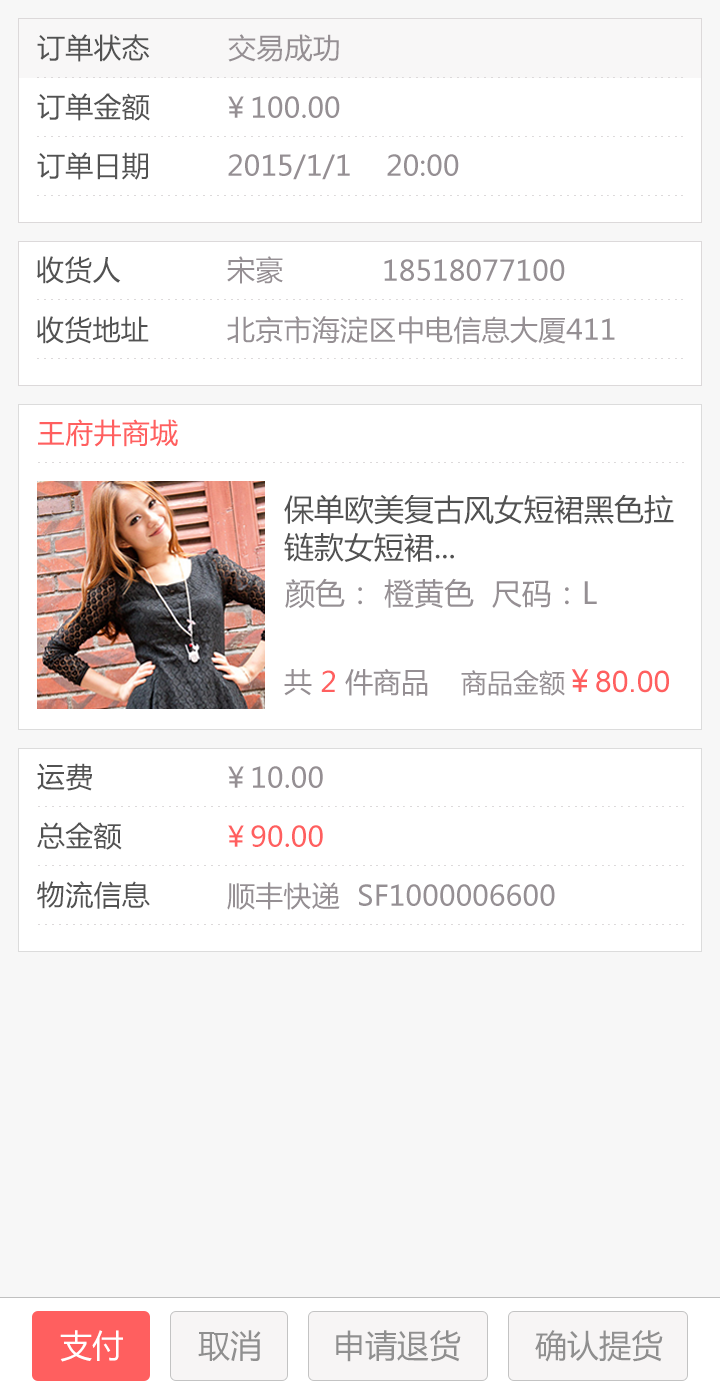 订单状态 交易成功
订单金额 ¥ 100.00
订单日期 2015/1/1 20:00
收货人 宋豪 18518077100
收货地址 北京市海淀区中电信息大厦411
王府井商城
保单欧美复古风女短裙黑色拉
链款女短裙...
颜色： 橙黄色 尺码：L
共 2 件商品 商品金额 ¥ 80.00
运费 ¥ 10.00
总金额 ¥ 90.00
物流信息 顺丰快递 SF1000006600
支付 取消 申请退货 确认提货